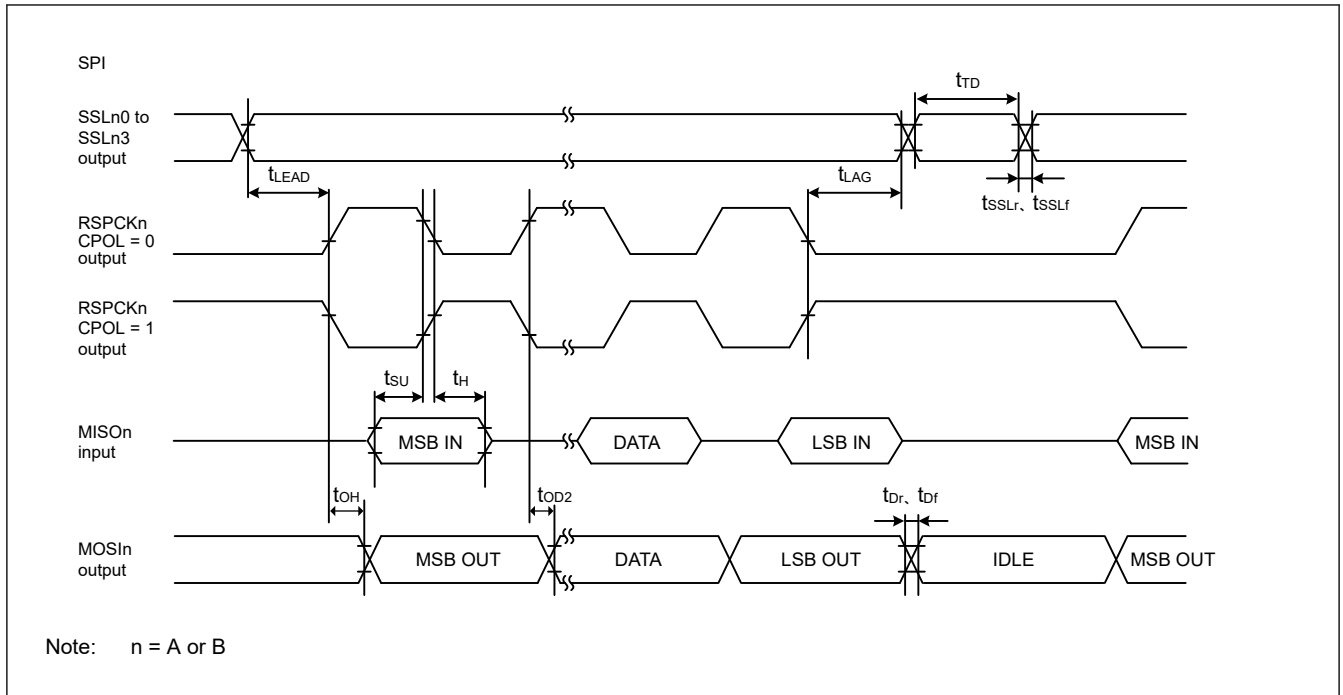 SPI
tTD
SSLn0 to
SSLn3
output
tLEAD
tLAG
tSSLr、tSSLf
RSPCKn
CPOL = 0
output
RSPCKn
CPOL = 1
output
tSU
tH
MISOn
input
MSB IN
DATA
LSB IN
MSB IN
tOH
tOD2
tDr、tDf
MOSIn
output
MSB OUT
DATA
LSB OUT
IDLE
MSB OUT
Note: n = A or B